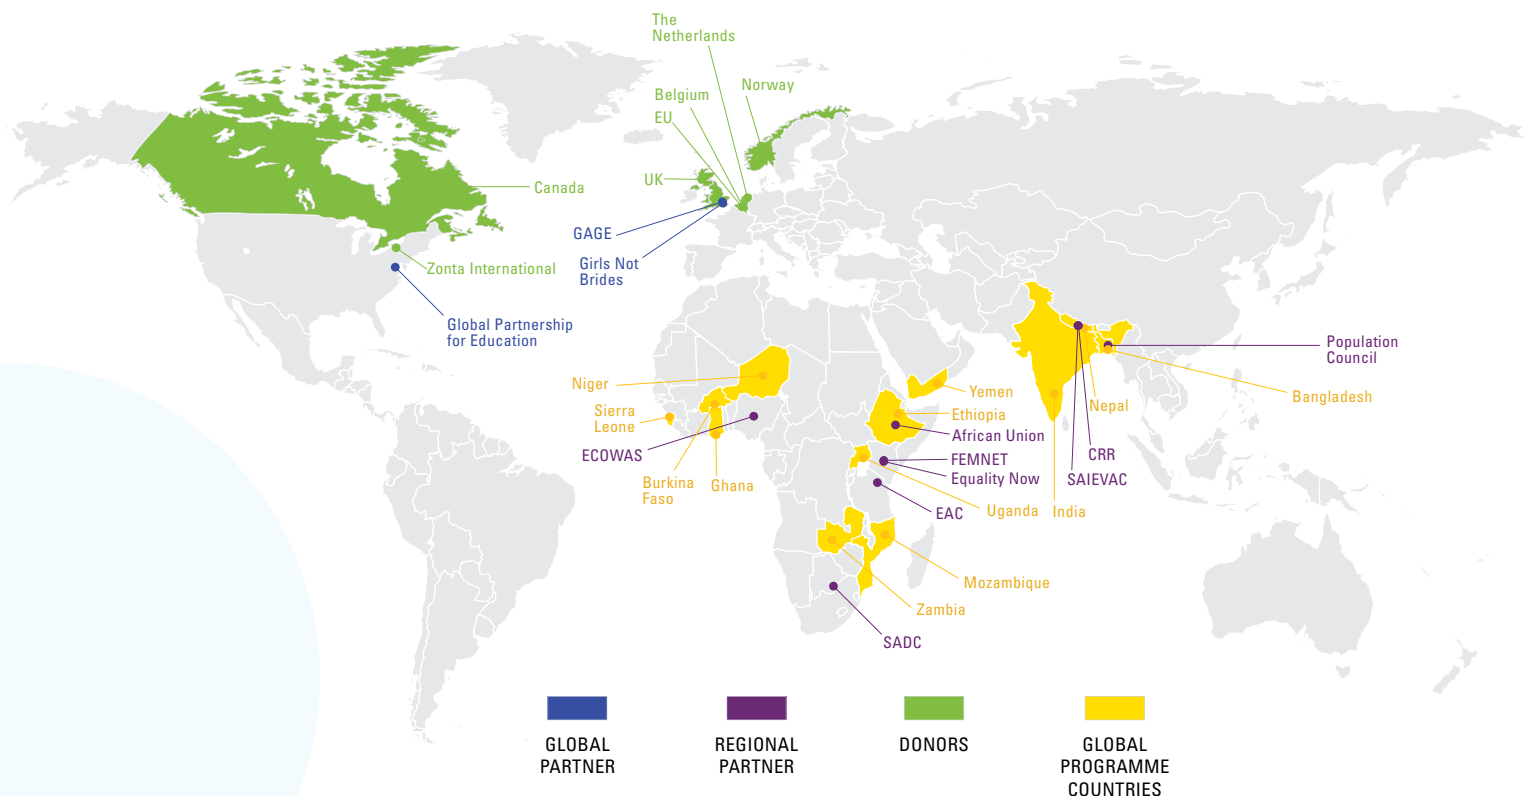 The
Netherlands
Belgium
Norway
EU
UK
Canada
GAGE
Girls Not
Brides
Zonta International
Global Partnership
for Education
Population
Council
Niger
Yemen
Bangladesh
Sierra
Leone
Nepal
Ethiopia
African Union
ECOWAS
CRR
FEMNET
SAIEVAC
Equality Now
Burkina
Faso
Ghana
EAC
Uganda
India
Mozambique
Zambia
SADC
GLOBAL
PARTNER
REGIONAL
PARTNER
DONORS
GLOBAL
PROGRAMME
COUNTRIES